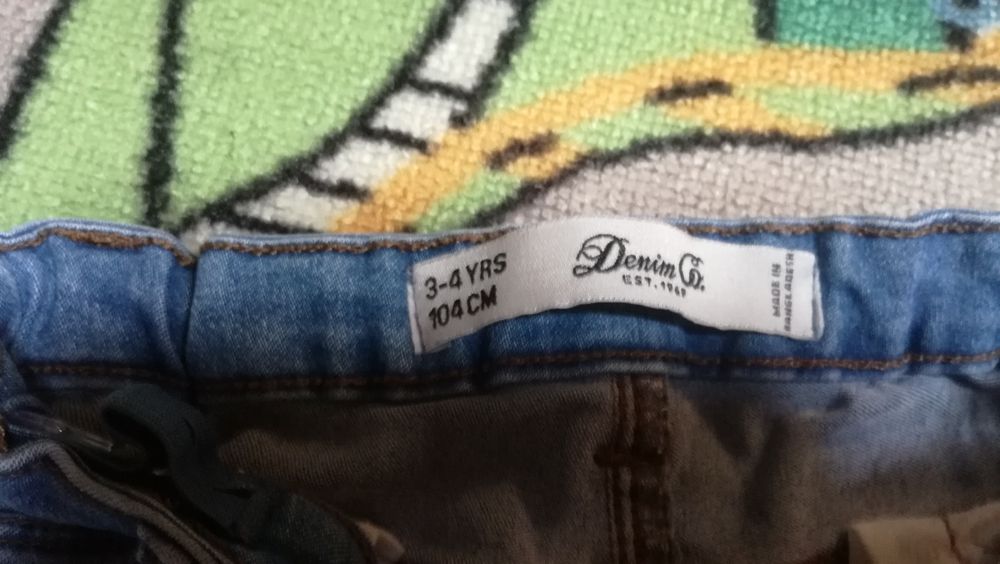 3-4 YRS
104 CM
Denim Co.
EST. 1969
MADE IN
BANGLADESH